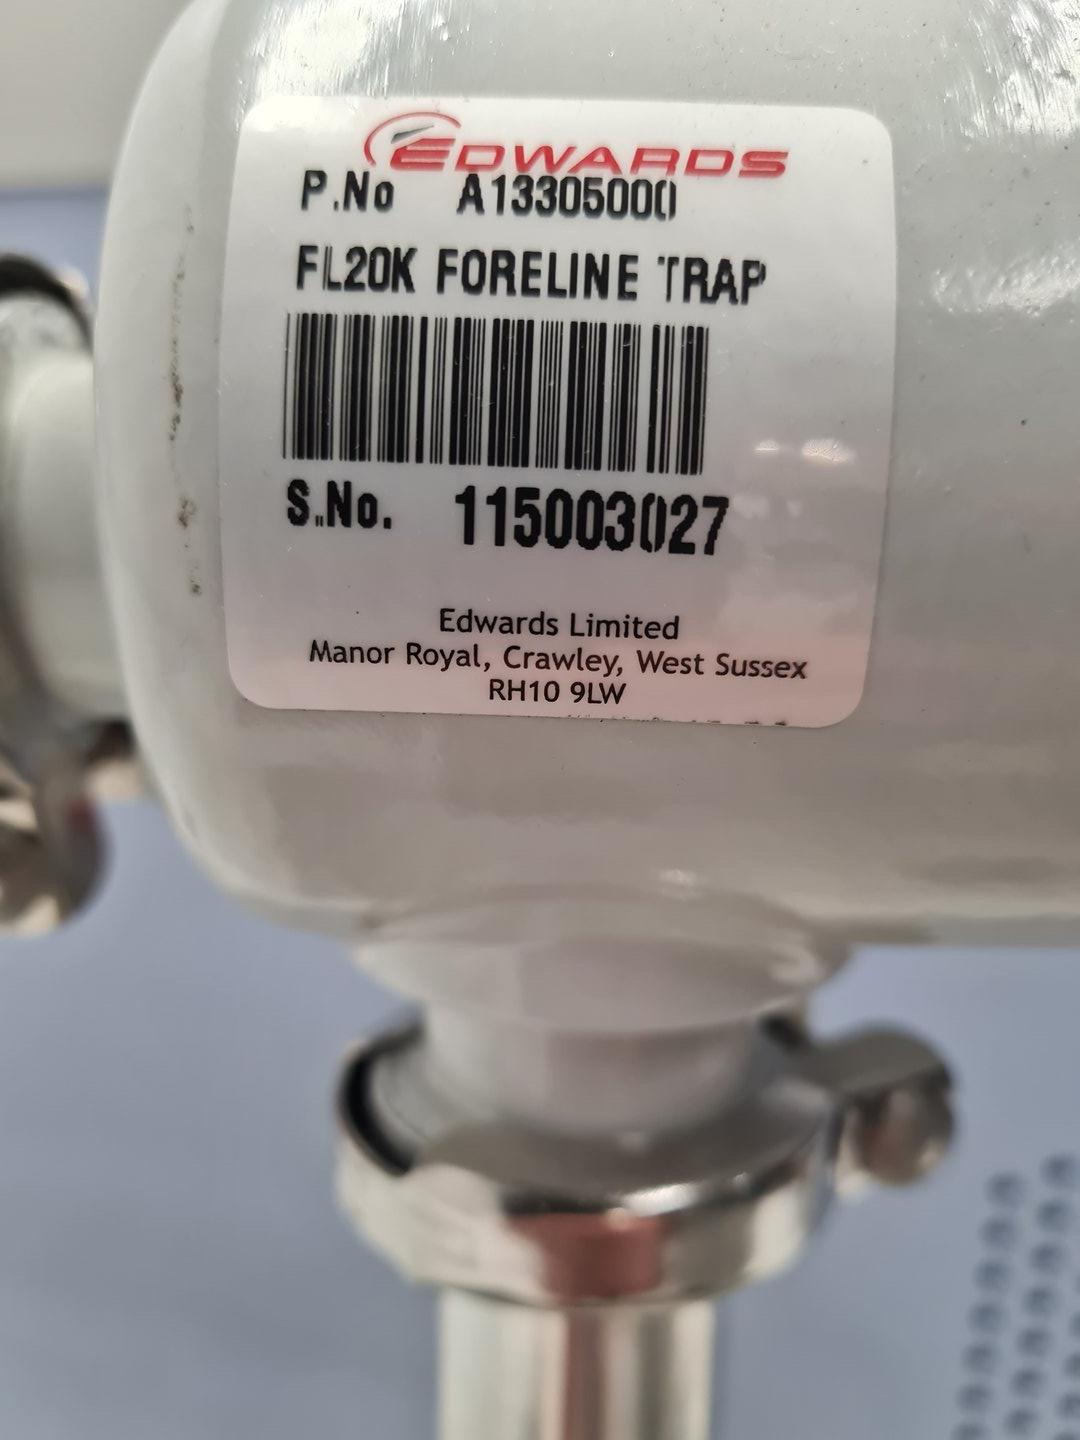 EDWARDS
P.No A13305000
FL20K FORELINE TRAP
S.No. 115003027
Edwards Limited
Manor Royal, Crawley, West Sussex
RH10 9LW